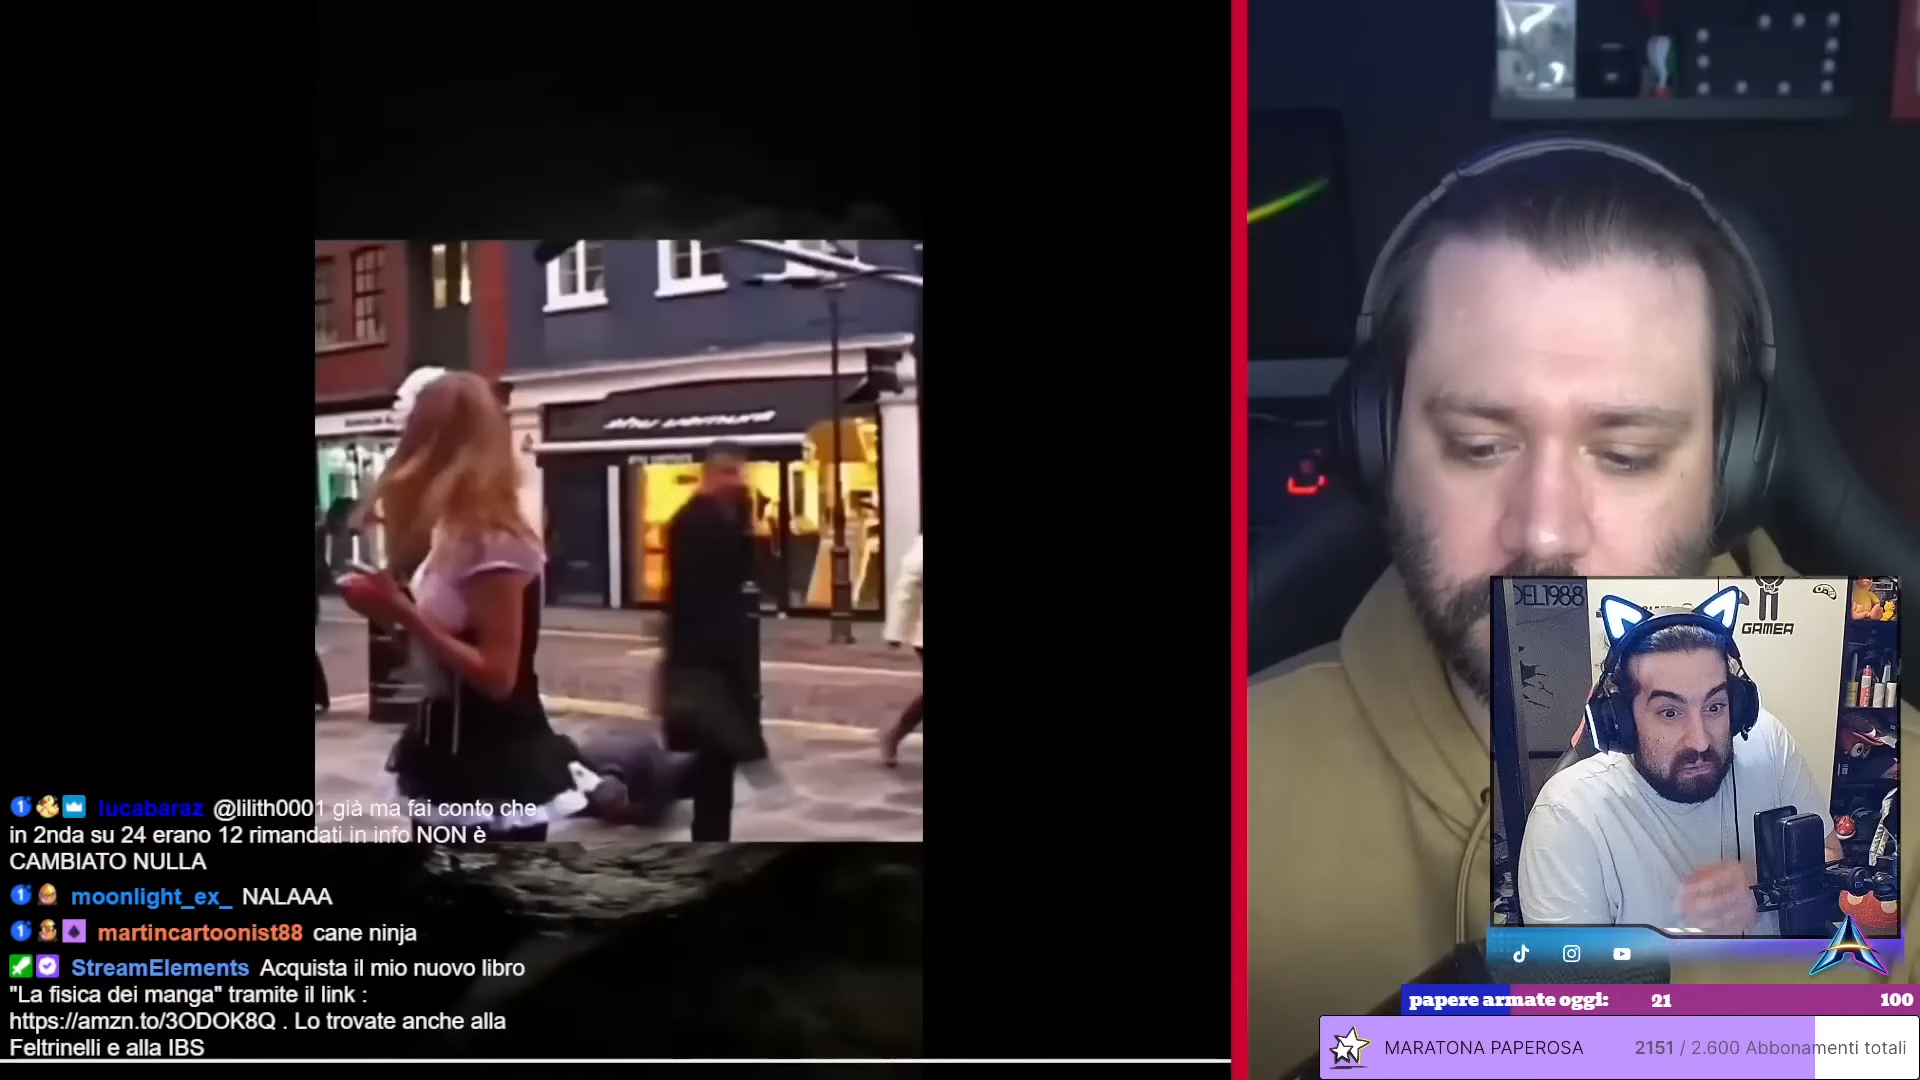 DEL1988
GAMEA
lucabaraz @lilith0001 già ma fai conto che
in 2nda su 24 erano 12 rimandati in info NON è
CAMBIATO NULLA
moonlight_ex_ NALAAA
martincartoonist88 cane ninja
StreamElements Acquista il mio nuovo libro
"La fisica dei manga" tramite il link :
https://amzn.to/3ODOK8Q . Lo trovate anche alla
Feltrinelli e alla IBS
papere armate oggi: 21 100
MARATONA PAPEROSA 2151 / 2.600 Abbonamenti totali